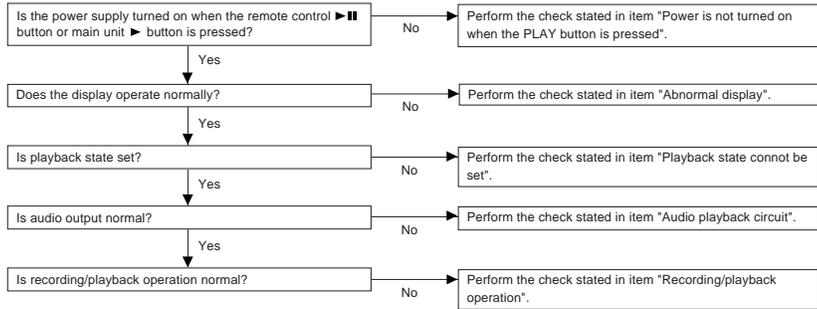 Is the power supply turned on when the remote control ►▮▮
button or main unit ► button is pressed?
No
Perform the check stated in item "Power is not turned on
when the PLAY button is pressed".
Yes
Does the display operate normally?
No
Perform the check stated in item "Abnormal display".
Yes
Is playback state set?
No
Perform the check stated in item "Playback state connot be
set".
Yes
Is audio output normal?
No
Perform the check stated in item "Audio playback circuit".
Yes
Is recording/playback operation normal?
No
Perform the check stated in item "Recording/playback
operation".